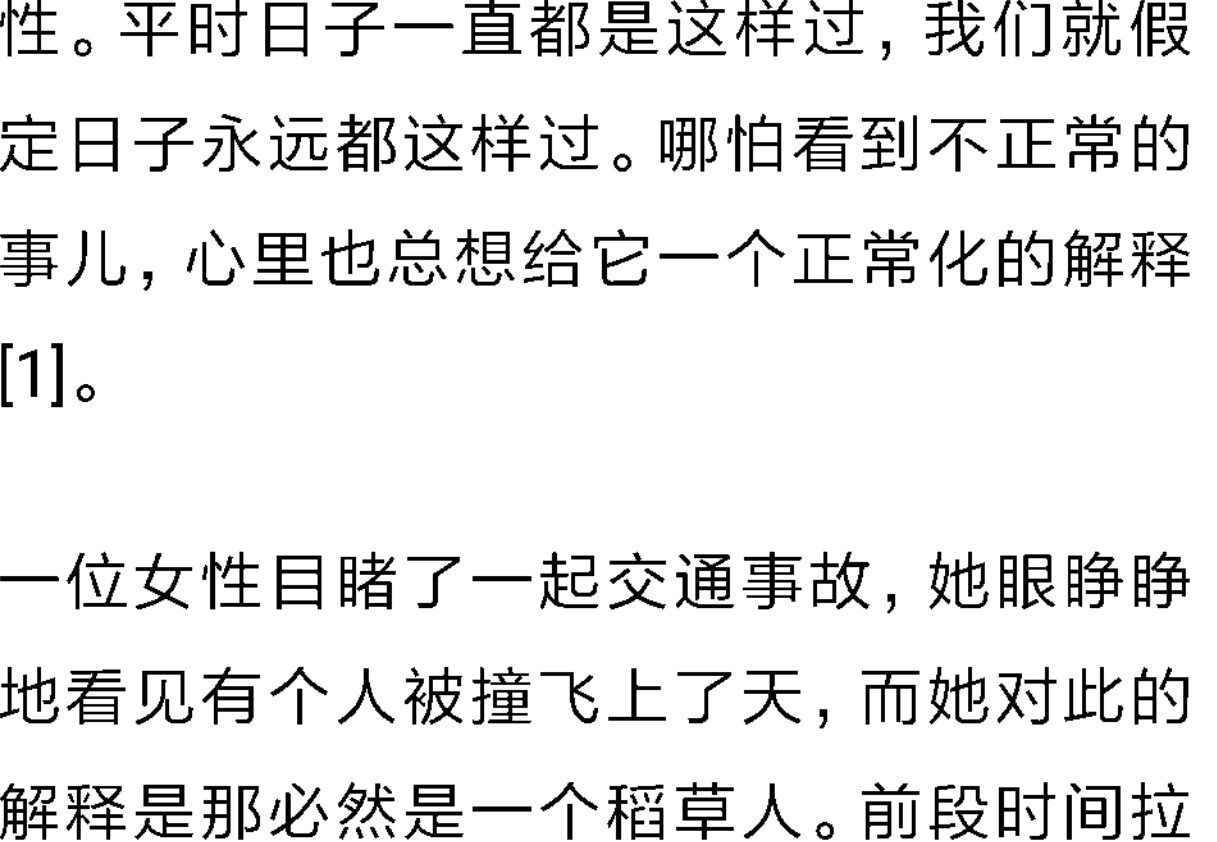 性。平时日子一直都是这样过，我们就假
定日子永远都这样过。哪怕看到不正常的
事儿，心里也总想给它一个正常化的解释
[1]。
一位女性目睹了一起交通事故，她眼睁睁
地看见有个人被撞飞上了天，而她对此的
解释是那必然是一个稻草人。前段时间拉